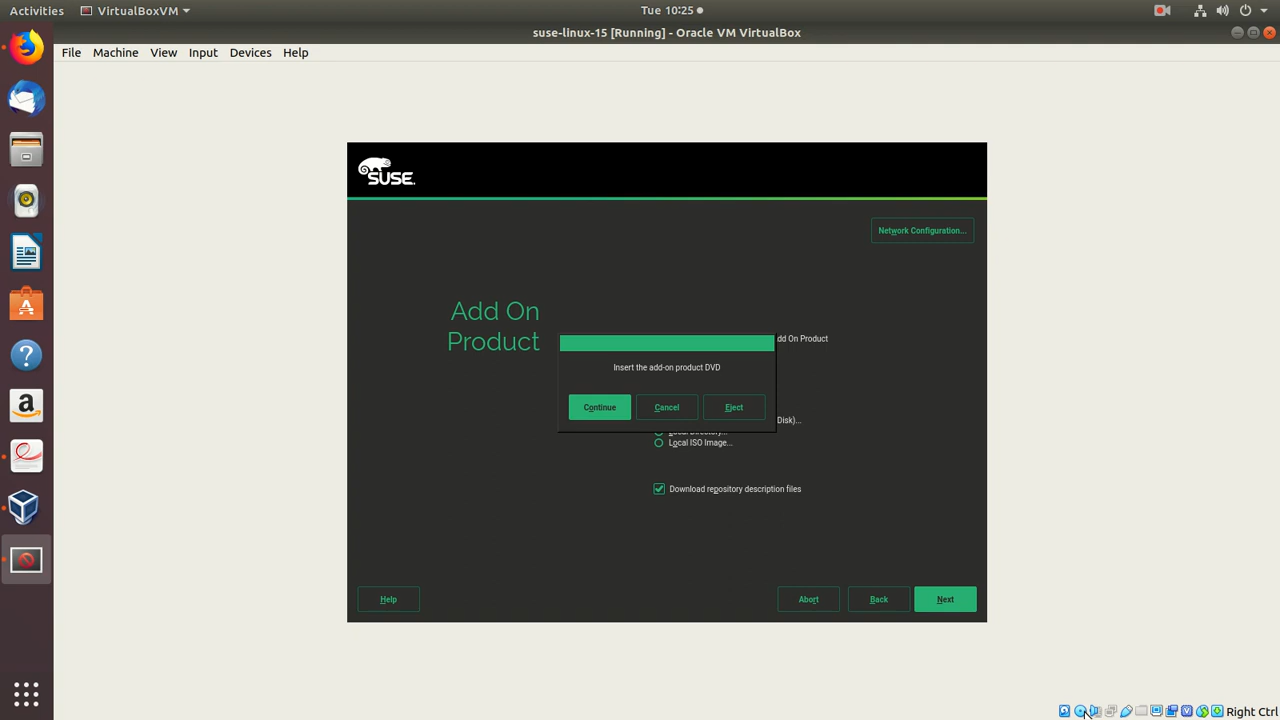 Activities
VirtualBoxVM
Tue 10:25
suse-linux-15 [Running] - Oracle VM VirtualBox
File Machine View Input Devices Help
SUSE.
Network Configuration...
Add On
Product
dd On Product
Insert the add-on product DVD
Continue Cancel Eject
Disk)...
Local Directory...
Local ISO Image...
Download repository description files
Help Abort Back Next
Right Ctrl